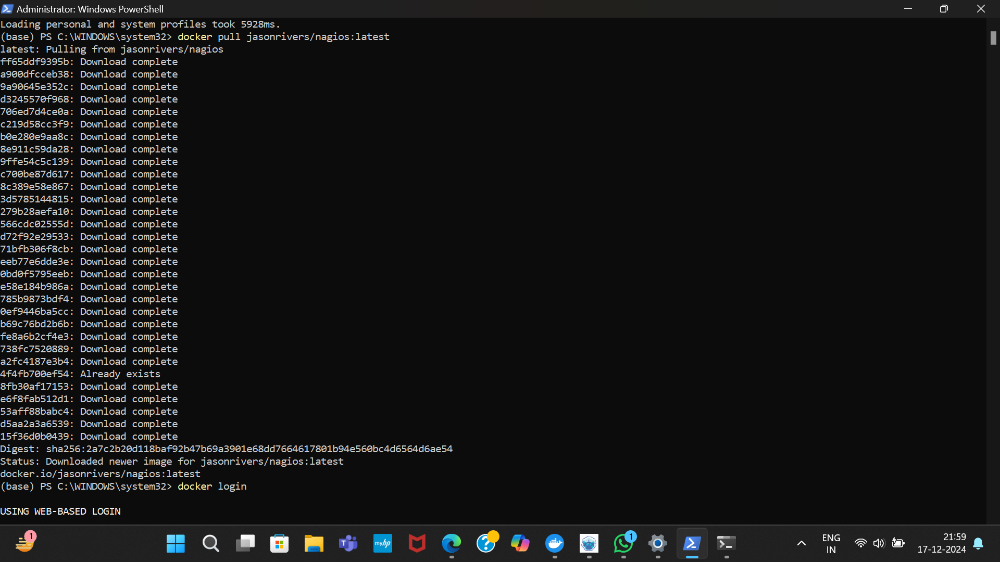 Administrator: Windows PowerShell
Loading personal and system profiles took 5928ms.
(base) PS C:\WINDOWS\system32> docker pull jasonrivers/nagios:latest
latest: Pulling from jasonrivers/nagios
ff65ddf9395b: Download complete
a900dfcceb38: Download complete
9a90645e352c: Download complete
d3245570f968: Download complete
706ed7d4ce0a: Download complete
c219d58cc3f9: Download complete
b0e280e9aa8c: Download complete
8e911c59da28: Download complete
9ffe54c5c139: Download complete
c700be87d617: Download complete
8c389e58e867: Download complete
3d5785144815: Download complete
279b28aefa10: Download complete
566cdc02555d: Download complete
d72f92e29533: Download complete
71bfb306f8cb: Download complete
eeb77e6dde3e: Download complete
0bd0f5795eeb: Download complete
e58e184b986a: Download complete
785b9873bdf4: Download complete
0ef9446ba5cc: Download complete
b69c76bd2b6b: Download complete
fe8a6b2cf4e3: Download complete
738fc7520889: Download complete
a2fc4187e3b4: Download complete
4f4fb700ef54: Already exists
8fb30af17153: Download complete
e6f8fab512d1: Download complete
53aff88babc4: Download complete
d5aa2a3a6539: Download complete
15f36d0b0439: Download complete
Digest: sha256:2a7c2b20d118baf92b47b69a3901e68dd7664617801b94e560bc4d6564d6ae54
Status: Downloaded newer image for jasonrivers/nagios:latest
docker.io/jasonrivers/nagios:latest
(base) PS C:\WINDOWS\system32> docker login
USING WEB-BASED LOGIN
1
myhp
1
ENG
IN
21:59
17-12-2024